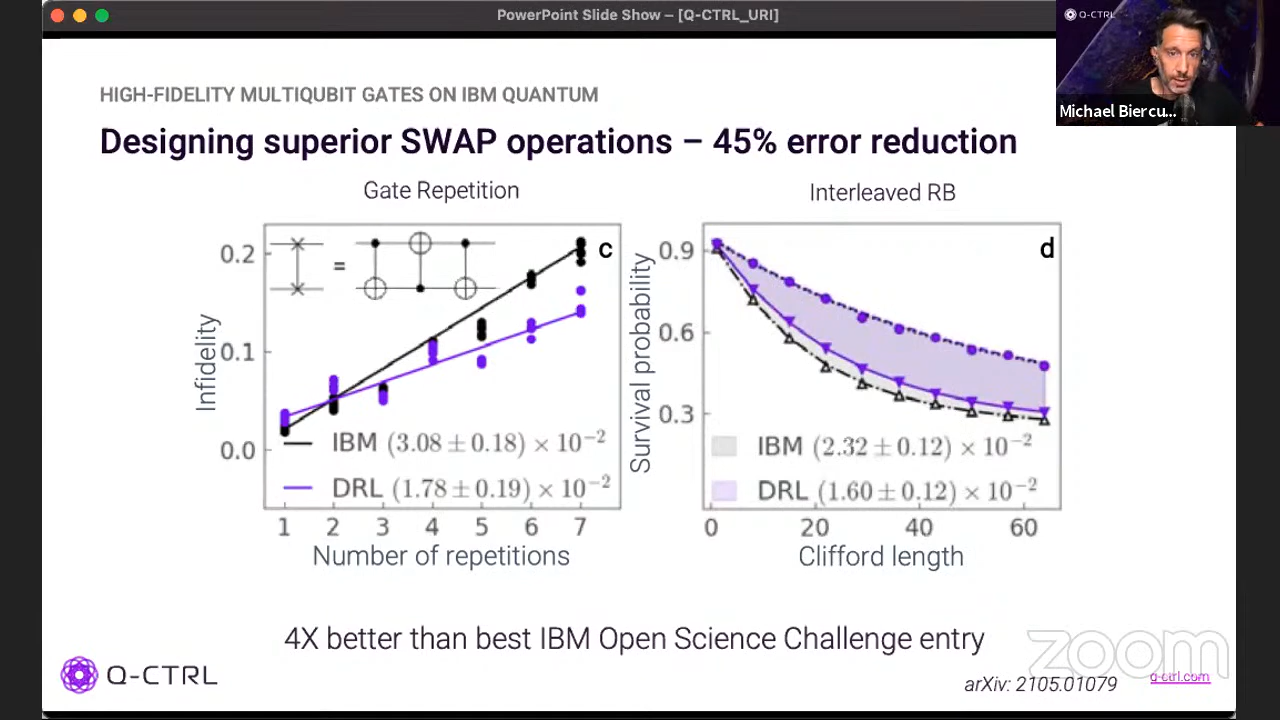 PowerPoint Slide Show – [Q-CTRL_URI]
Q-CTRL
Michael Biercu...
HIGH-FIDELITY MULTIQUBIT GATES ON IBM QUANTUM
Designing superior SWAP operations – 45% error reduction
Gate Repetition
c
0.2
0.1
0.0
Infidelity
=
IBM (3.08 ± 0.18) × 10⁻²
DRL (1.78 ± 0.19) × 10⁻²
1 2 3 4 5 6 7
Number of repetitions
Interleaved RB
d
0.9
0.6
0.3
Survival probability
IBM (2.32 ± 0.12) × 10⁻²
DRL (1.60 ± 0.12) × 10⁻²
0 20 40 60
Clifford length
4X better than best IBM Open Science Challenge entry
zoom
Q-CTRL
arXiv: 2105.01079
q-ctrl.com